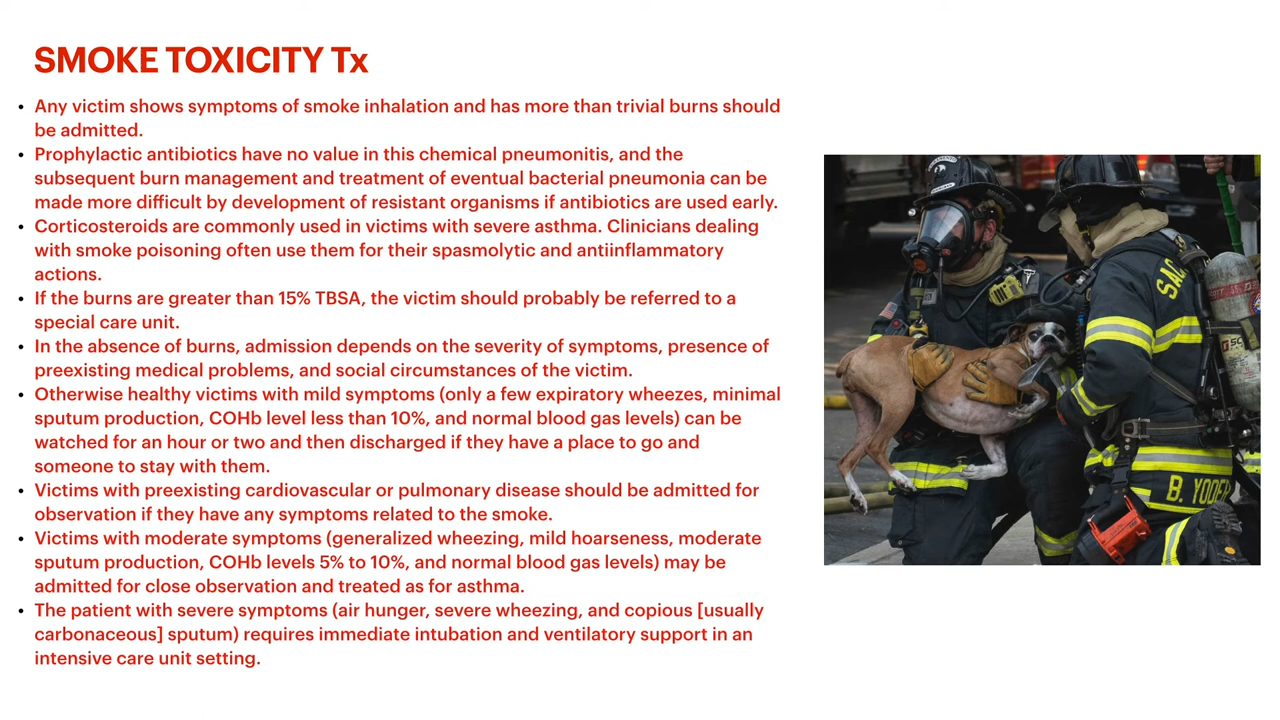 SMOKE TOXICITY Tx
• Any victim shows symptoms of smoke inhalation and has more than trivial burns should
be admitted.
• Prophylactic antibiotics have no value in this chemical pneumonitis, and the
subsequent burn management and treatment of eventual bacterial pneumonia can be
made more difficult by development of resistant organisms if antibiotics are used early.
• Corticosteroids are commonly used in victims with severe asthma. Clinicians dealing
with smoke poisoning often use them for their spasmolytic and antiinflammatory
actions.
• If the burns are greater than 15% TBSA, the victim should probably be referred to a
special care unit.
• In the absence of burns, admission depends on the severity of symptoms, presence of
preexisting medical problems, and social circumstances of the victim.
• Otherwise healthy victims with mild symptoms (only a few expiratory wheezes, minimal
sputum production, COHb level less than 10%, and normal blood gas levels) can be
watched for an hour or two and then discharged if they have a place to go and
someone to stay with them.
• Victims with preexisting cardiovascular or pulmonary disease should be admitted for
observation if they have any symptoms related to the smoke.
• Victims with moderate symptoms (generalized wheezing, mild hoarseness, moderate
sputum production, COHb levels 5% to 10%, and normal blood gas levels) may be
admitted for close observation and treated as for asthma.
• The patient with severe symptoms (air hunger, severe wheezing, and copious [usually
carbonaceous] sputum) requires immediate intubation and ventilatory support in an
intensive care unit setting.
SAC
B. YODER